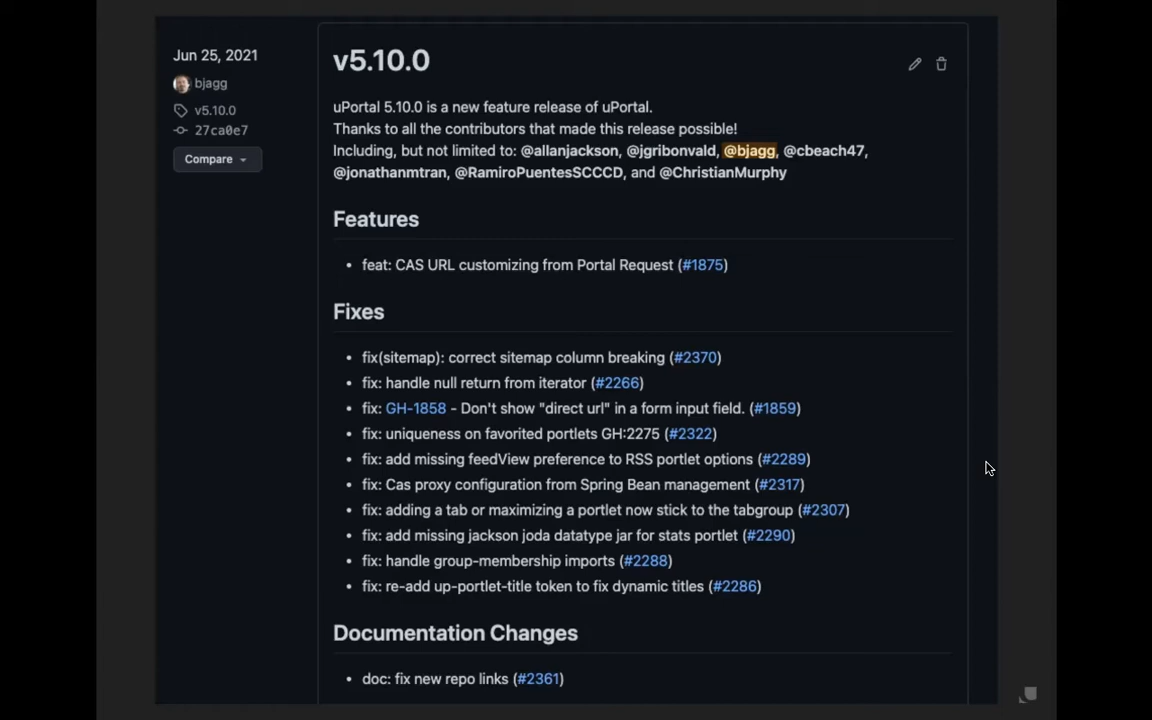 Jun 25, 2021
bjagg
v5.10.0
27ca0e7
Compare
v5.10.0
uPortal 5.10.0 is a new feature release of uPortal.
Thanks to all the contributors that made this release possible!
Including, but not limited to: @allanjackson, @jgribonvald, @bjagg, @cbeach47,
@jonathanmtran, @RamiroPuentesSCCCD, and @ChristianMurphy
Features
• feat: CAS URL customizing from Portal Request (#1875)
Fixes
• fix(sitemap): correct sitemap column breaking (#2370)
• fix: handle null return from iterator (#2266)
• fix: GH-1858 - Don't show "direct url" in a form input field. (#1859)
• fix: uniqueness on favorited portlets GH:2275 (#2322)
• fix: add missing feedView preference to RSS portlet options (#2289)
• fix: Cas proxy configuration from Spring Bean management (#2317)
• fix: adding a tab or maximizing a portlet now stick to the tabgroup (#2307)
• fix: add missing jackson joda datatype jar for stats portlet (#2290)
• fix: handle group-membership imports (#2288)
• fix: re-add up-portlet-title token to fix dynamic titles (#2286)
Documentation Changes
• doc: fix new repo links (#2361)